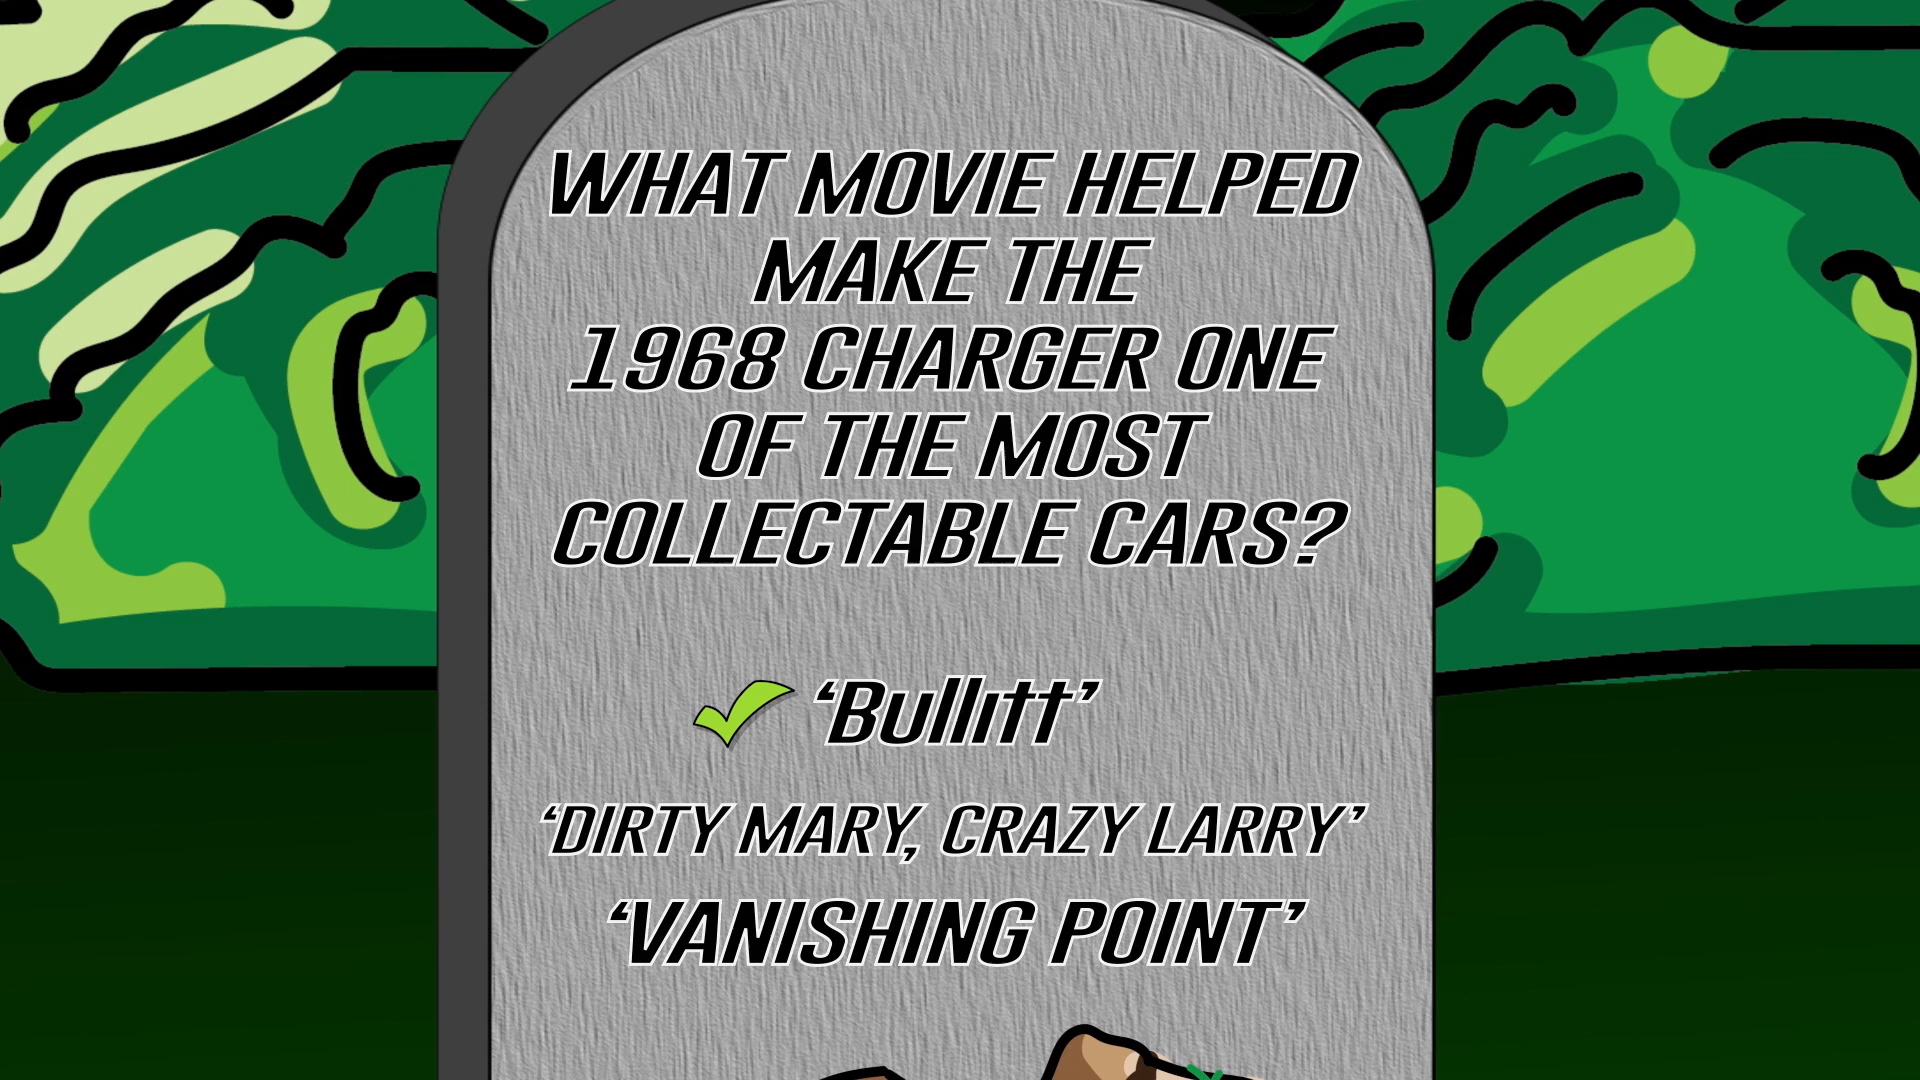 WHAT MOVIE HELPED
MAKE THE
1968 CHARGER ONE
OF THE MOST
COLLECTABLE CARS?
‘Bullitt’
‘DIRTY MARY, CRAZY LARRY’
‘VANISHING POINT’